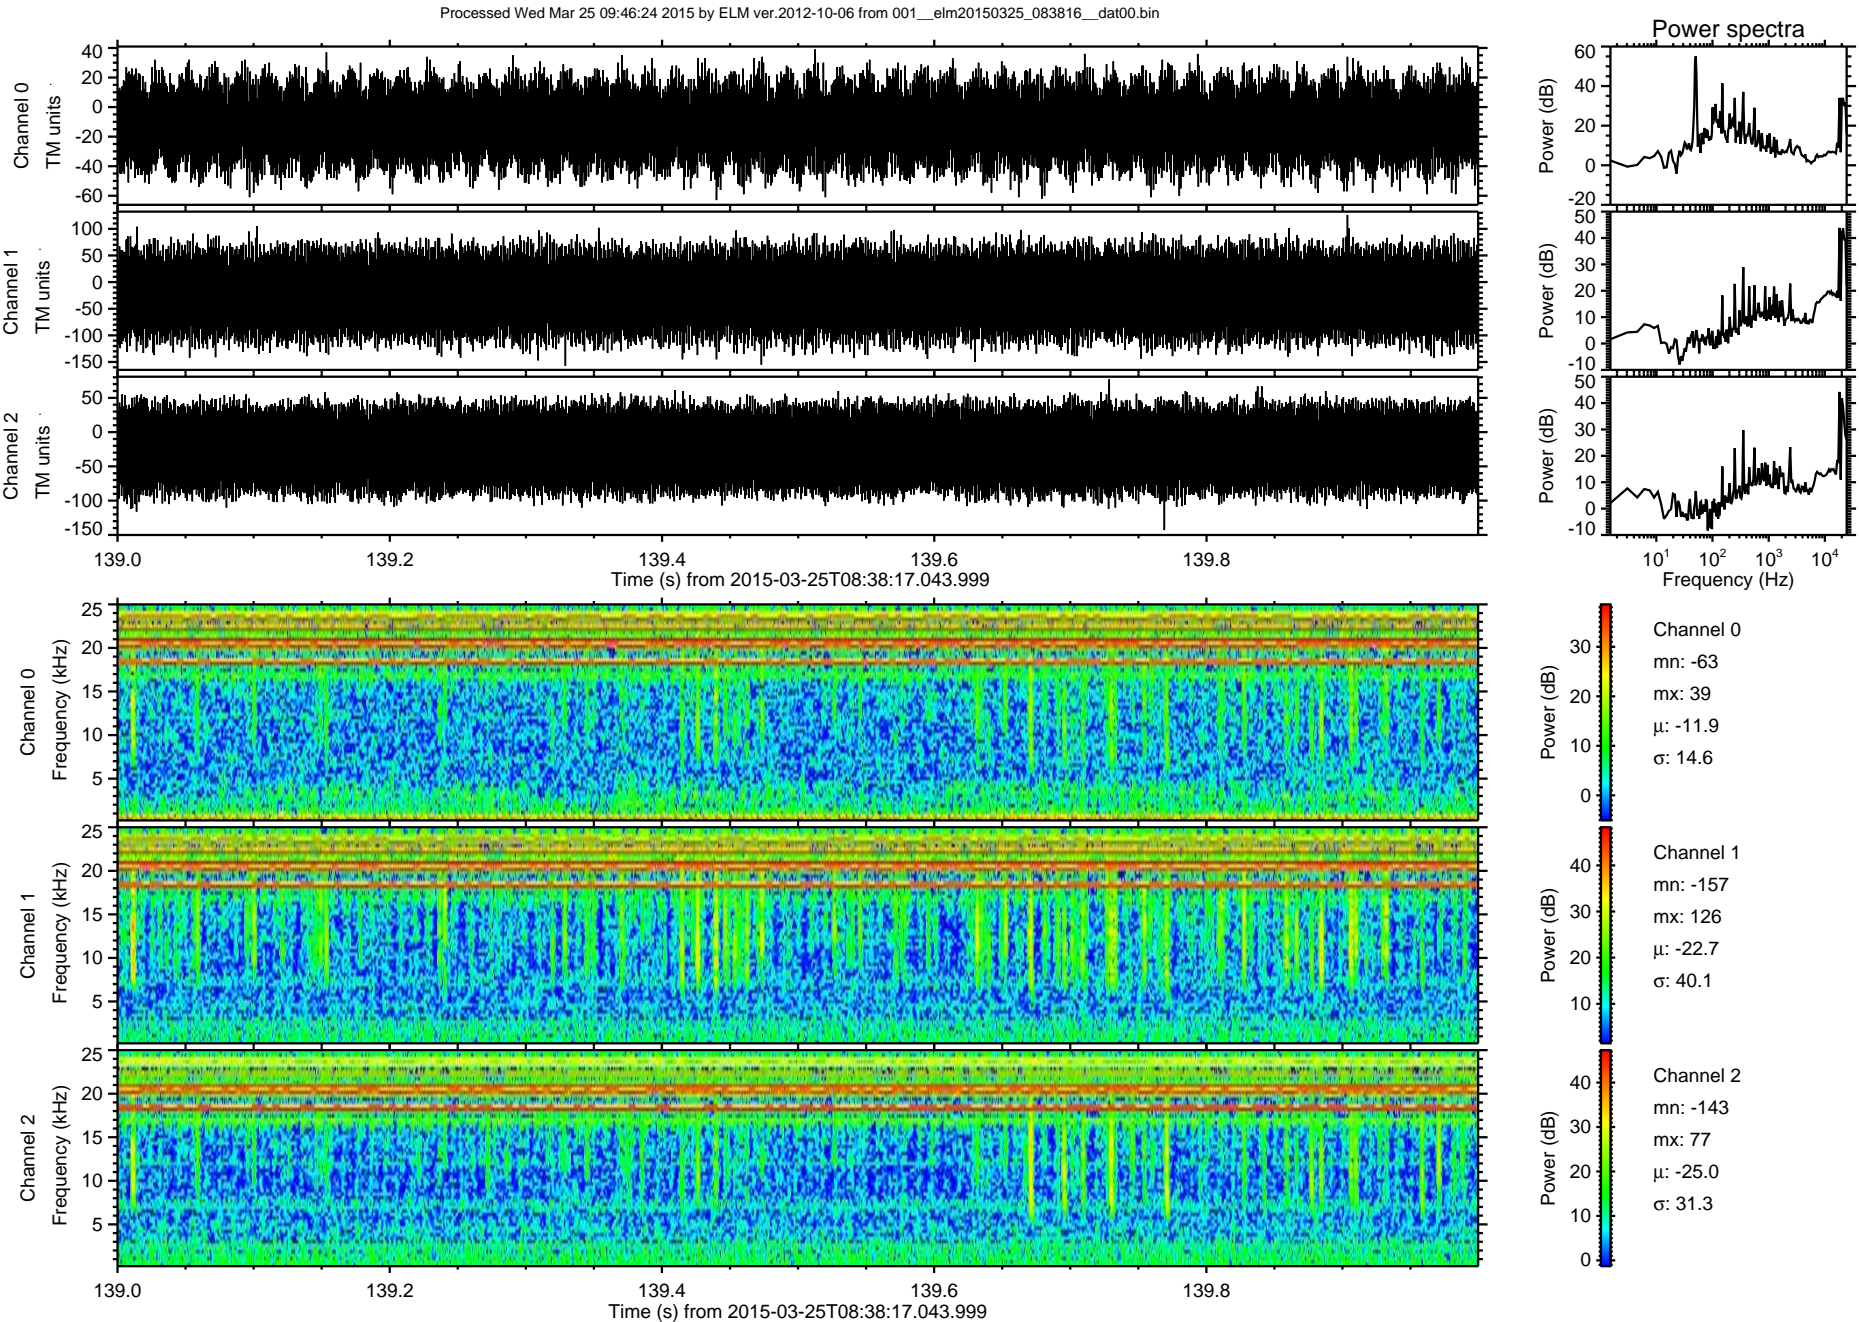 Processed Wed Mar 25 09:46:24 2015 by ELM ver.2012-10-06 from 001__elm20150325_083816__dat00.bin
Power spectra
Channel 0
TM units
40
20
0
-20
-40
-60
Power (dB)
60
40
20
0
-20
Channel 1
TM units
100
50
0
-50
-100
-150
Power (dB)
50
40
30
20
10
0
-10
Channel 2
TM units
50
0
-50
-100
-150
Power (dB)
50
40
30
20
10
0
-10
139.0 139.2 139.4 139.6 139.8
Time (s) from 2015-03-25T08:38:17.043.999
10¹ 10² 10³ 10⁴
Frequency (Hz)
Channel 0
Frequency (kHz)
25
20
15
10
5
Power (dB)
30
20
10
0
Channel 0
mn: -63
mx: 39
μ: -11.9
σ: 14.6
Channel 1
Frequency (kHz)
25
20
15
10
5
Power (dB)
40
30
20
10
Channel 1
mn: -157
mx: 126
μ: -22.7
σ: 40.1
Channel 2
Frequency (kHz)
25
20
15
10
5
Power (dB)
40
30
20
10
0
Channel 2
mn: -143
mx: 77
μ: -25.0
σ: 31.3
139.0 139.2 139.4 139.6 139.8
Time (s) from 2015-03-25T08:38:17.043.999